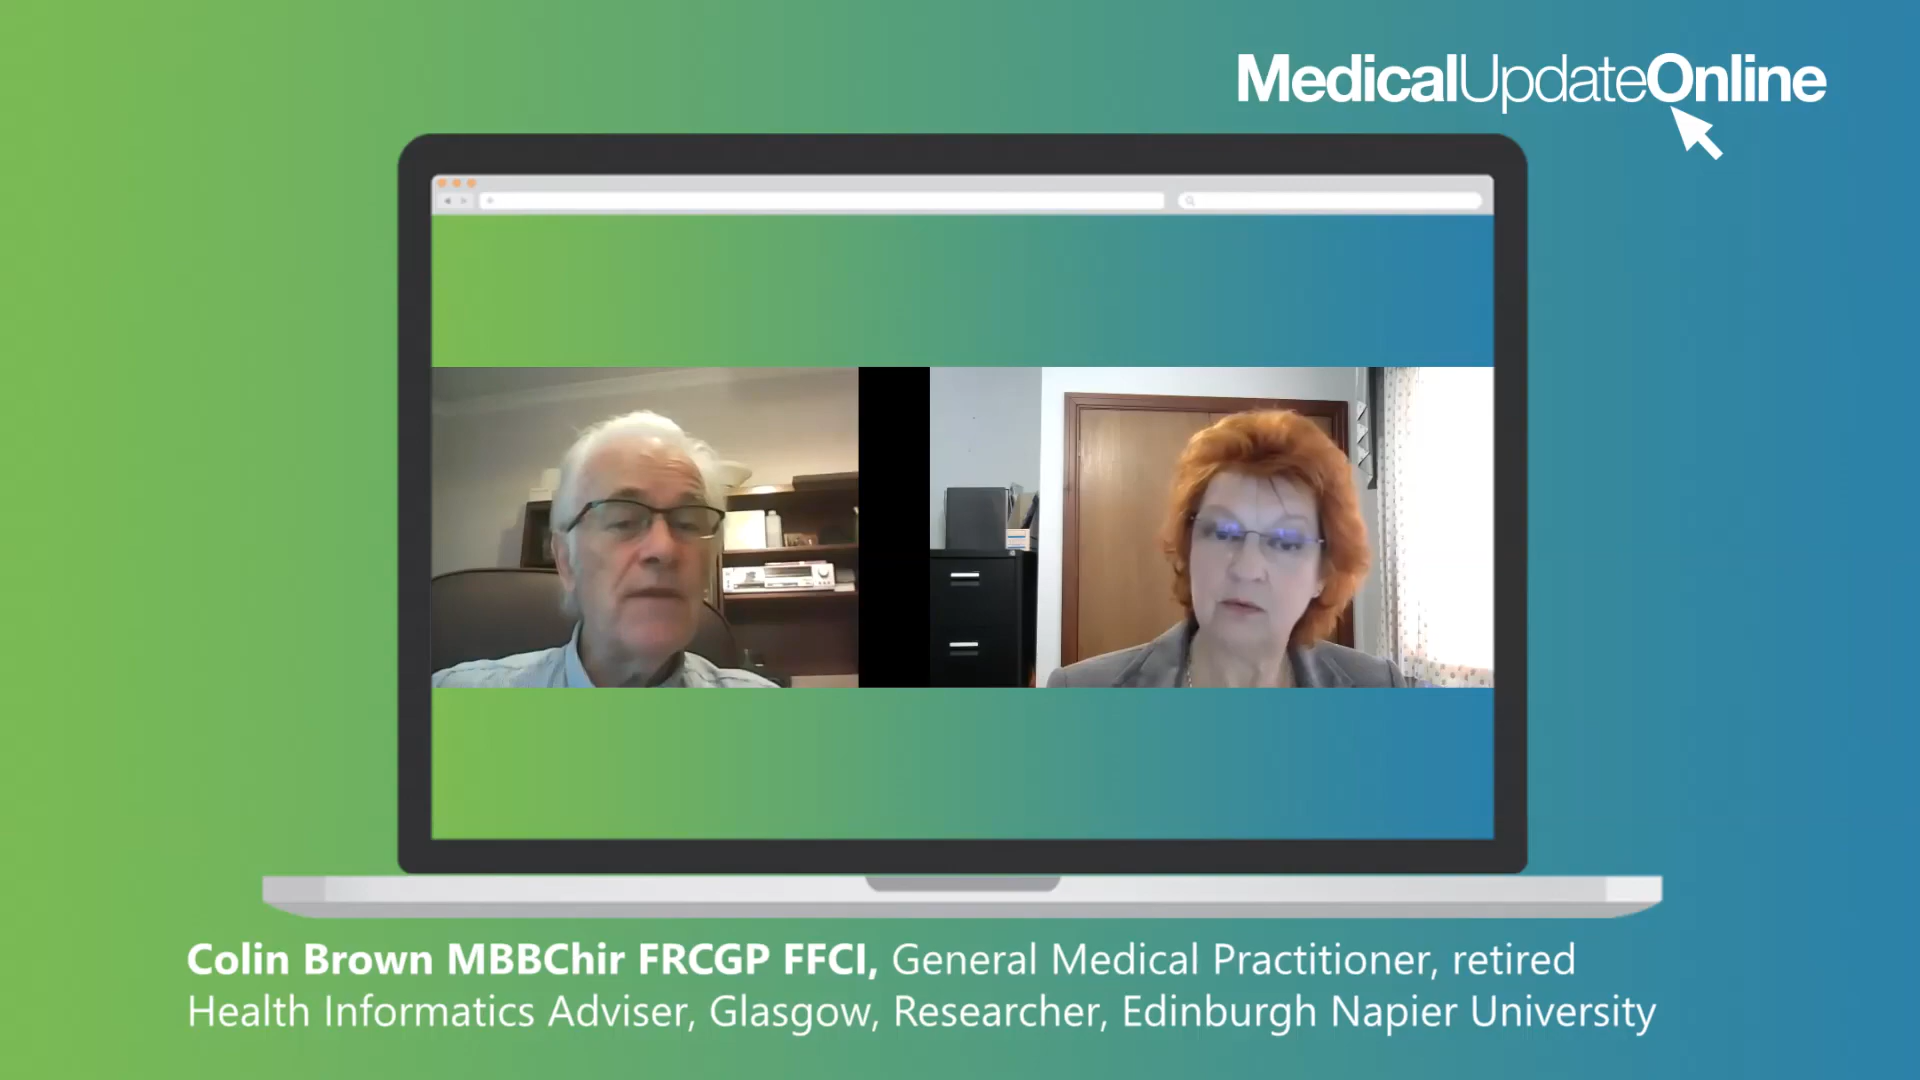 MedicalUpdateOnline
Colin Brown MBBChir FRCGP FFCI, General Medical Practitioner, retired
Health Informatics Adviser, Glasgow, Researcher, Edinburgh Napier University